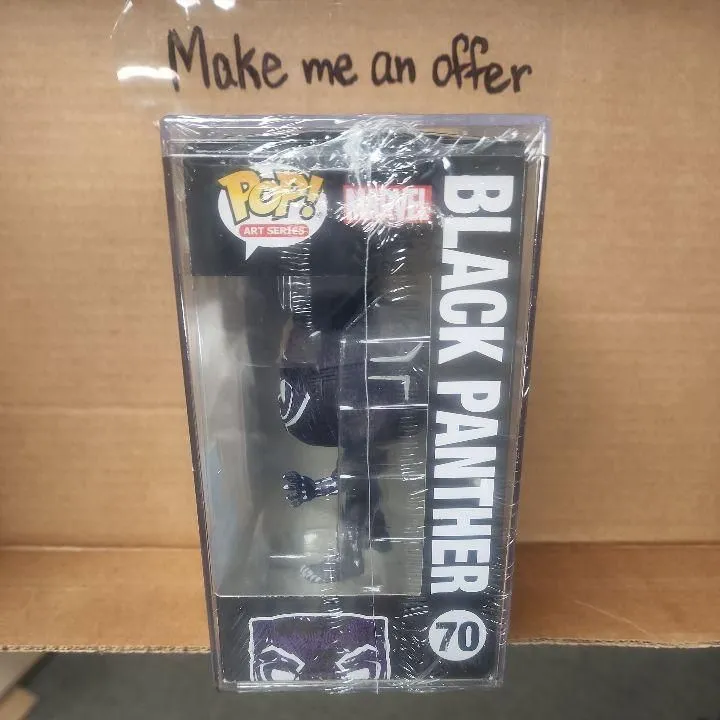 Make me an offer
POP!
ART SERIES
MARVEL
BLACK PANTHER
70